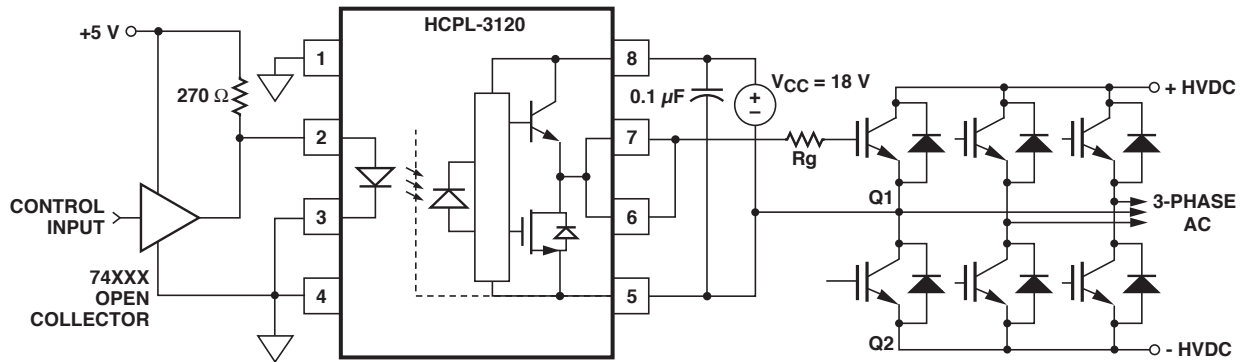 HCPL-3120
+5 V
270 Ω
1
2
3
4
8
7
6
5
0.1 µF
VCC = 18 V
+
–
Rg
+ HVDC
Q1
3-PHASE
AC
CONTROL
INPUT
74XXX
OPEN
COLLECTOR
Q2
- HVDC